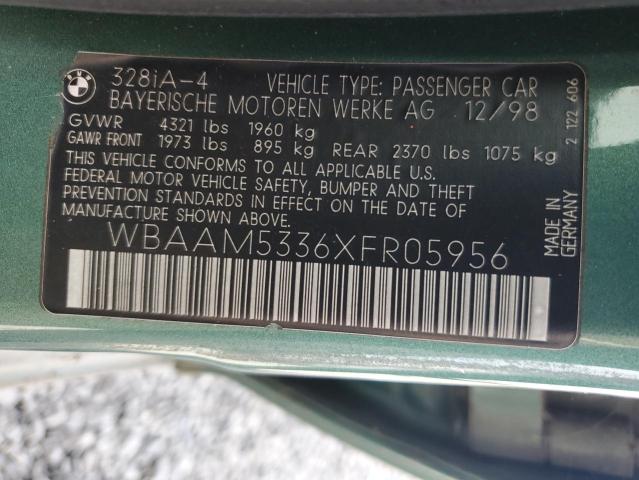 BMW
328iA-4 VEHICLE TYPE: PASSENGER CAR
BAYERISCHE MOTOREN WERKE AG 12/98
GVWR 4321 lbs 1960 kg
GAWR FRONT 1973 lbs 895 kg REAR 2370 lbs 1075 kg
THIS VEHICLE CONFORMS TO ALL APPLICABLE U.S.
FEDERAL MOTOR VEHICLE SAFETY, BUMPER AND THEFT
PREVENTION STANDARDS IN EFFECT ON THE DATE OF
MANUFACTURE SHOWN ABOVE.
WBAAM5336XFR05956
MADE IN
GERMANY
2 122 606